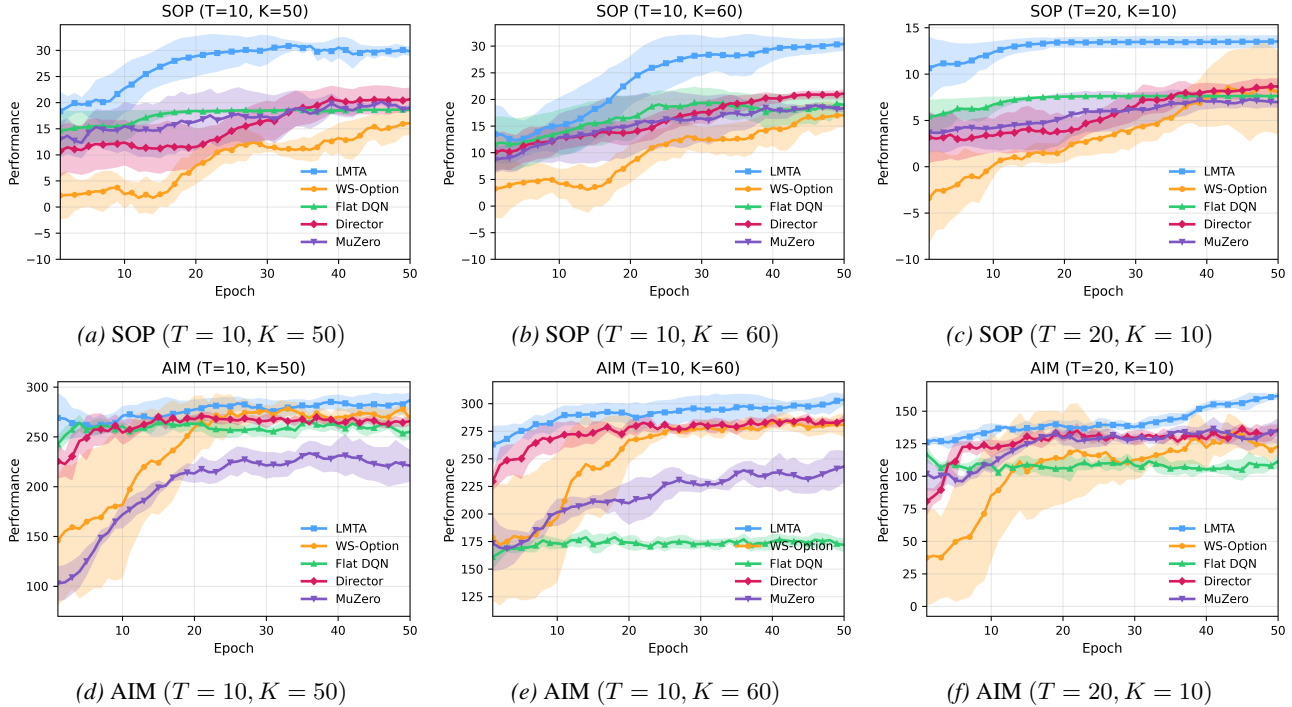 SOP (T=10, K=50)
Performance
30
25
20
15
10
5
0
−5
−10
10
20
30
40
50
Epoch
LMTA
WS-Option
Flat DQN
Director
MuZero
(a) SOP (T = 10, K = 50)
SOP (T=10, K=60)
Performance
30
25
20
15
10
5
0
−5
−10
10
20
30
40
50
Epoch
LMTA
WS-Option
Flat DQN
Director
MuZero
(b) SOP (T = 10, K = 60)
SOP (T=20, K=10)
Performance
15
10
5
0
−5
−10
10
20
30
40
50
Epoch
LMTA
WS-Option
Flat DQN
Director
MuZero
(c) SOP (T = 20, K = 10)
AIM (T=10, K=50)
Performance
300
250
200
150
100
10
20
30
40
50
Epoch
LMTA
WS-Option
Flat DQN
Director
MuZero
(d) AIM (T = 10, K = 50)
AIM (T=10, K=60)
Performance
300
275
250
225
200
175
150
125
10
20
30
40
50
Epoch
LMTA
WS-Option
Flat DQN
Director
MuZero
(e) AIM (T = 10, K = 60)
AIM (T=20, K=10)
Performance
150
125
100
75
50
25
0
10
20
30
40
50
Epoch
LMTA
WS-Option
Flat DQN
Director
MuZero
(f) AIM (T = 20, K = 10)